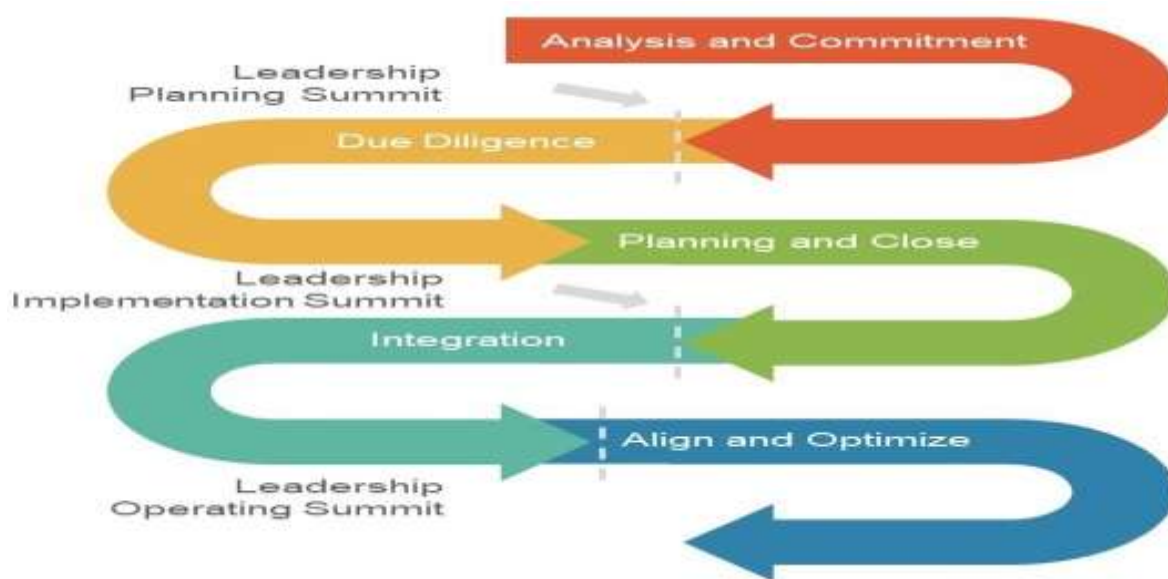 Analysis and Commitment
Leadership
Planning Summit
Due Diligence
Planning and Close
Leadership
Implementation Summit
Integration
Align and Optimize
Leadership
Operating Summit